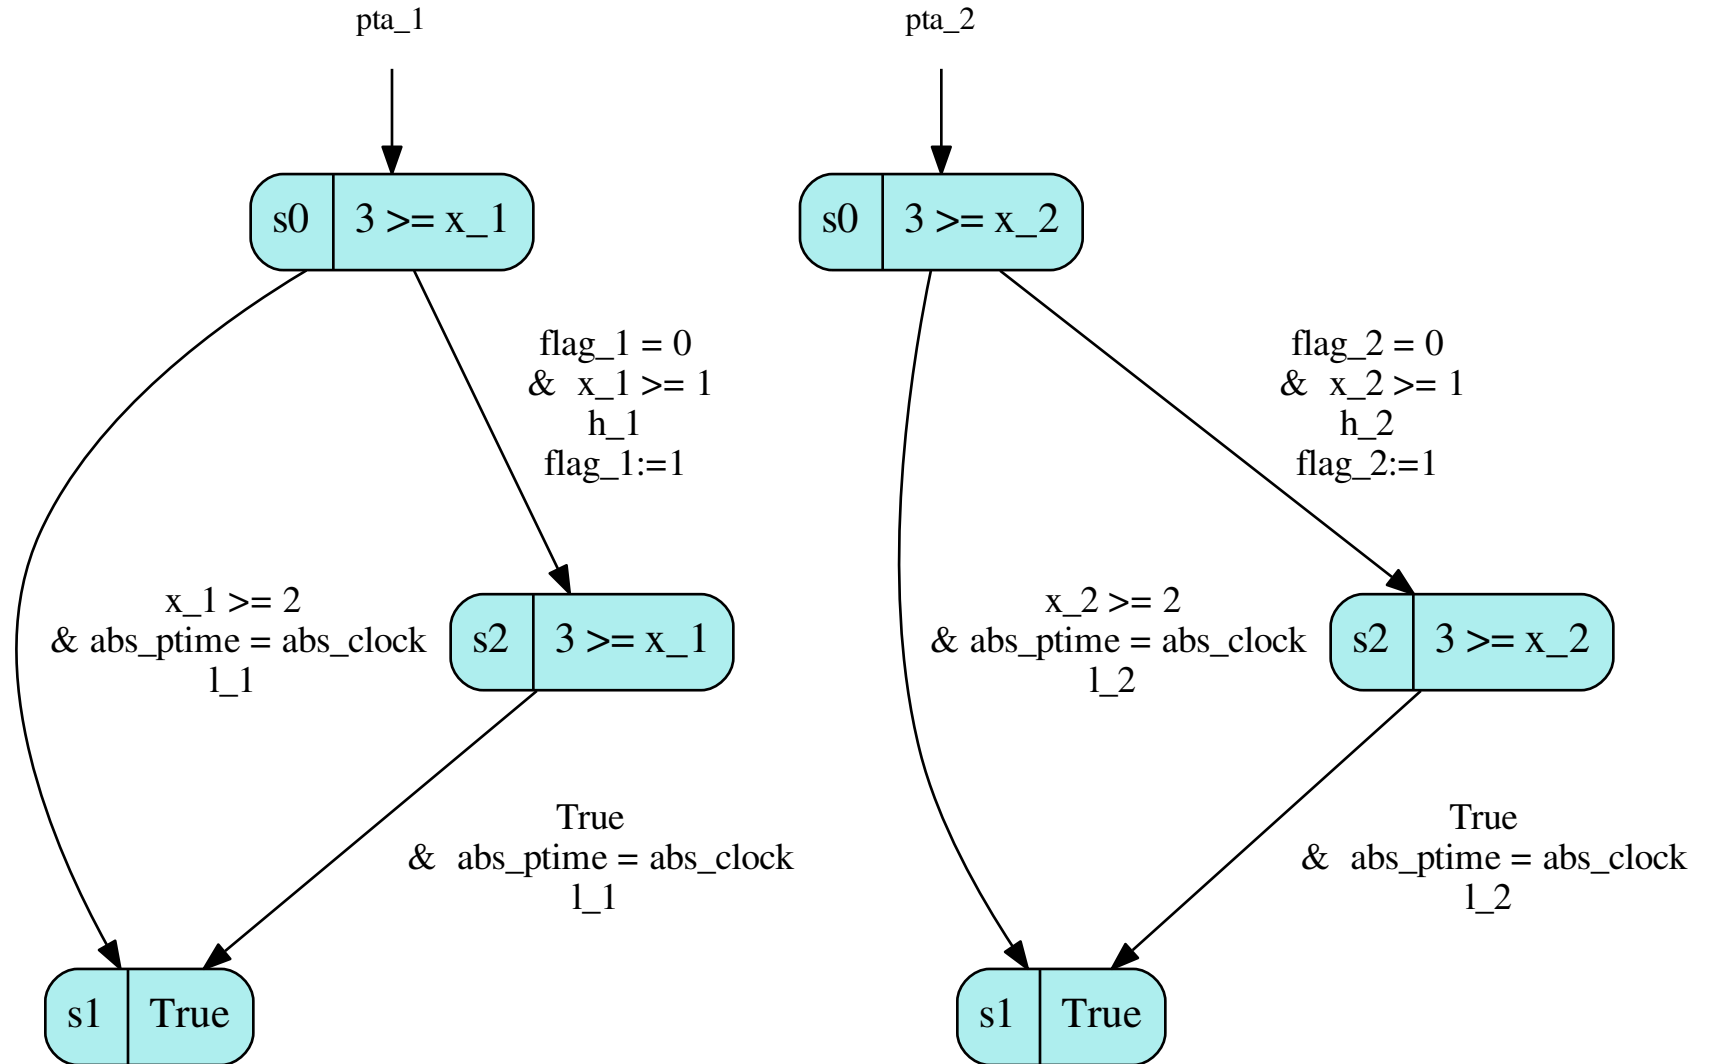 pta_1
pta_2
s0
3 >= x_1
s0
3 >= x_2
flag_1 = 0
& x_1 >= 1
h_1
flag_1:=1
flag_2 = 0
& x_2 >= 1
h_2
flag_2:=1
x_1 >= 2
& abs_ptime = abs_clock
l_1
s2
3 >= x_1
x_2 >= 2
& abs_ptime = abs_clock
l_2
s2
3 >= x_2
True
& abs_ptime = abs_clock
l_1
True
& abs_ptime = abs_clock
l_2
s1
True
s1
True